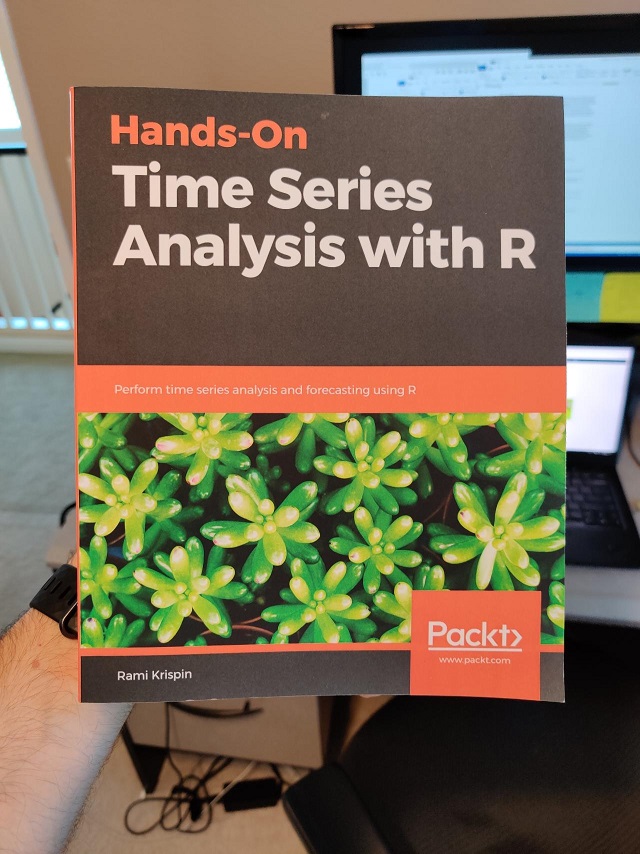 Hands-On
Time Series
Analysis with R
Perform time series analysis and forecasting using R
Packt>
www.packt.com
Rami Krispin